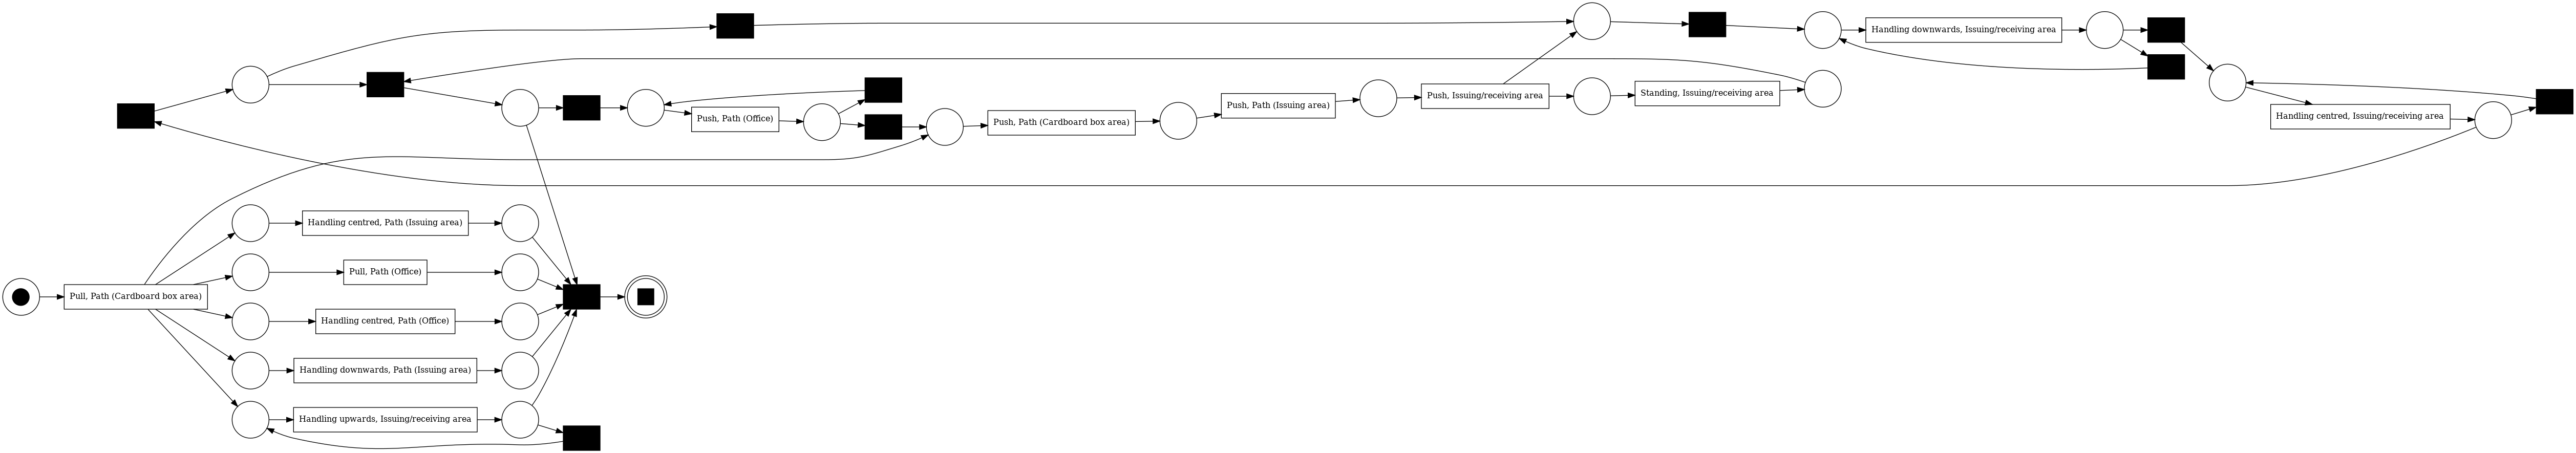 Handling downwards, Issuing/receiving area
Push, Path (Office)
Push, Path (Cardboard box area)
Push, Path (Issuing area)
Push, Issuing/receiving area
Standing, Issuing/receiving area
Handling centred, Issuing/receiving area
Handling centred, Path (Issuing area)
Pull, Path (Office)
Pull, Path (Cardboard box area)
Handling centred, Path (Office)
Handling downwards, Path (Issuing area)
Handling upwards, Issuing/receiving area